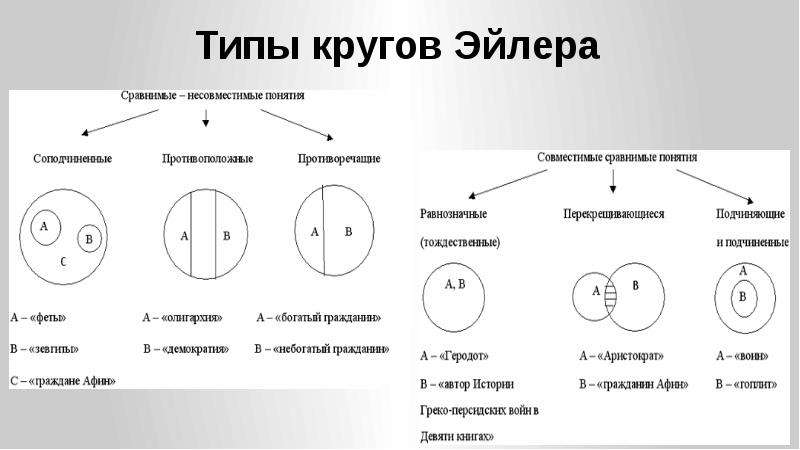 Типы кругов Эйлера
Сравнимые – несовместимые понятия
Соподчиненные Противоположные Противоречащие
А В С
А В
А В
А – «феты» А – «олигархия» А – «богатый гражданин»
В – «зевгиты» В – «демократия» В – «небогатый гражданин»
С – «граждане Афин»
Совместимые сравнимые понятия
Равнозначные Перекрещивающиеся Подчиняющие
(тождественные) и подчиненные
А, В
А В
А
В
А – «Геродот» А – «Аристократ» А – «воин»
В – «автор Истории В – «гражданин Афин» В – «гоплит»
Греко-персидских войн в
Девяти книгах»